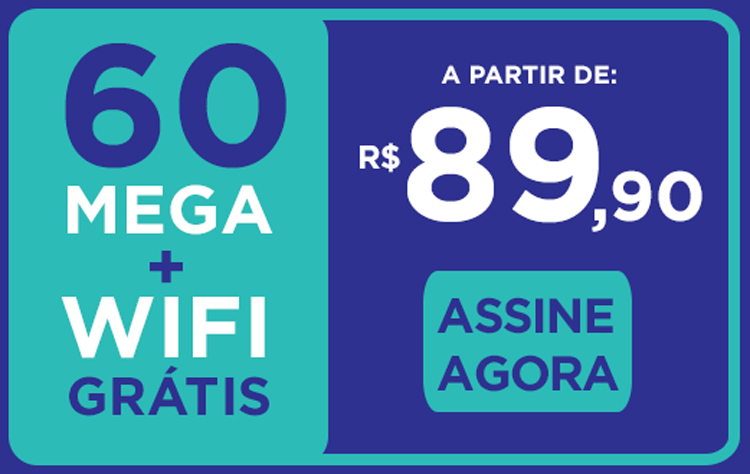 60
MEGA
+
WIFI
GRÁTIS
A PARTIR DE:
R$ 89,90
ASSINE
AGORA